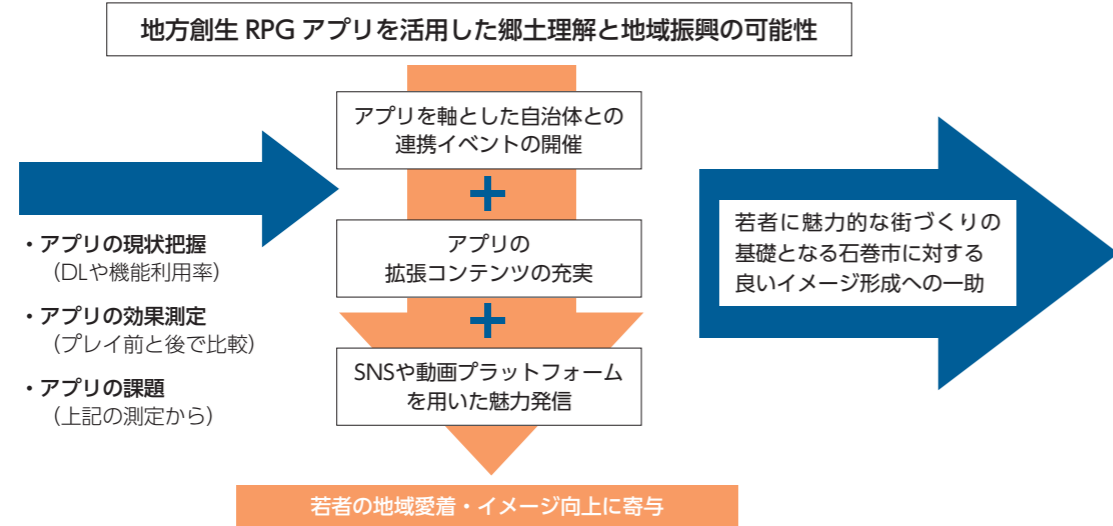 地方創生 RPG アプリを活用した郷土理解と地域振興の可能性
アプリを軸とした自治体との
連携イベントの開催
+
アプリの
拡張コンテンツの充実
+
SNSや動画プラットフォーム
を用いた魅力発信
若者の地域愛着・イメージ向上に寄与
・アプリの現状把握
(DLや機能利用率)
・アプリの効果測定
(プレイ前と後で比較)
・アプリの課題
(上記の測定から)
若者に魅力的な街づくりの
基礎となる石巻市に対する
良いイメージ形成への一助